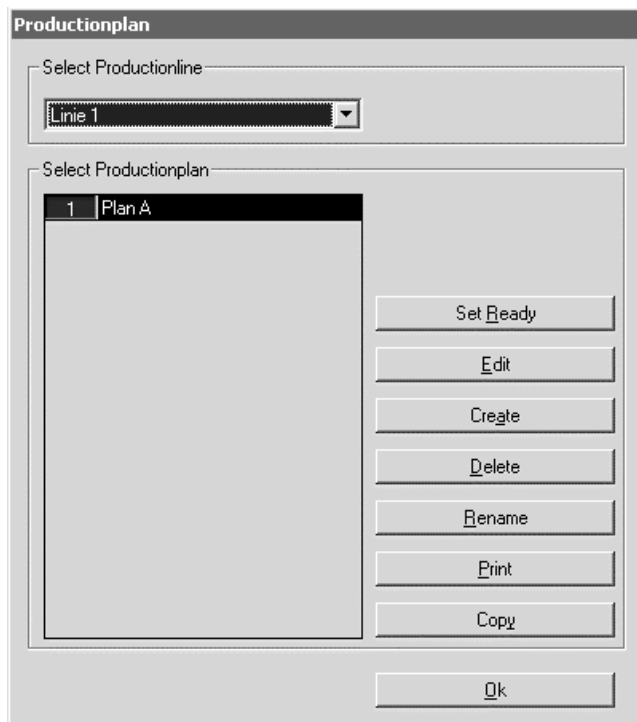 Productionplan
Select Productionline
Linie 1
Select Productionplan
1 Plan A
Set Ready
Edit
Create
Delete
Rename
Print
Copy
Ok